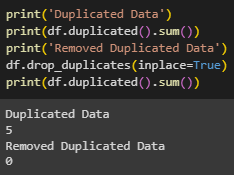 print('Duplicated Data')
print(df.duplicated().sum())
print('Removed Duplicated Data')
df.drop_duplicates(inplace=True)
print(df.duplicated().sum())
Duplicated Data
5
Removed Duplicated Data
0